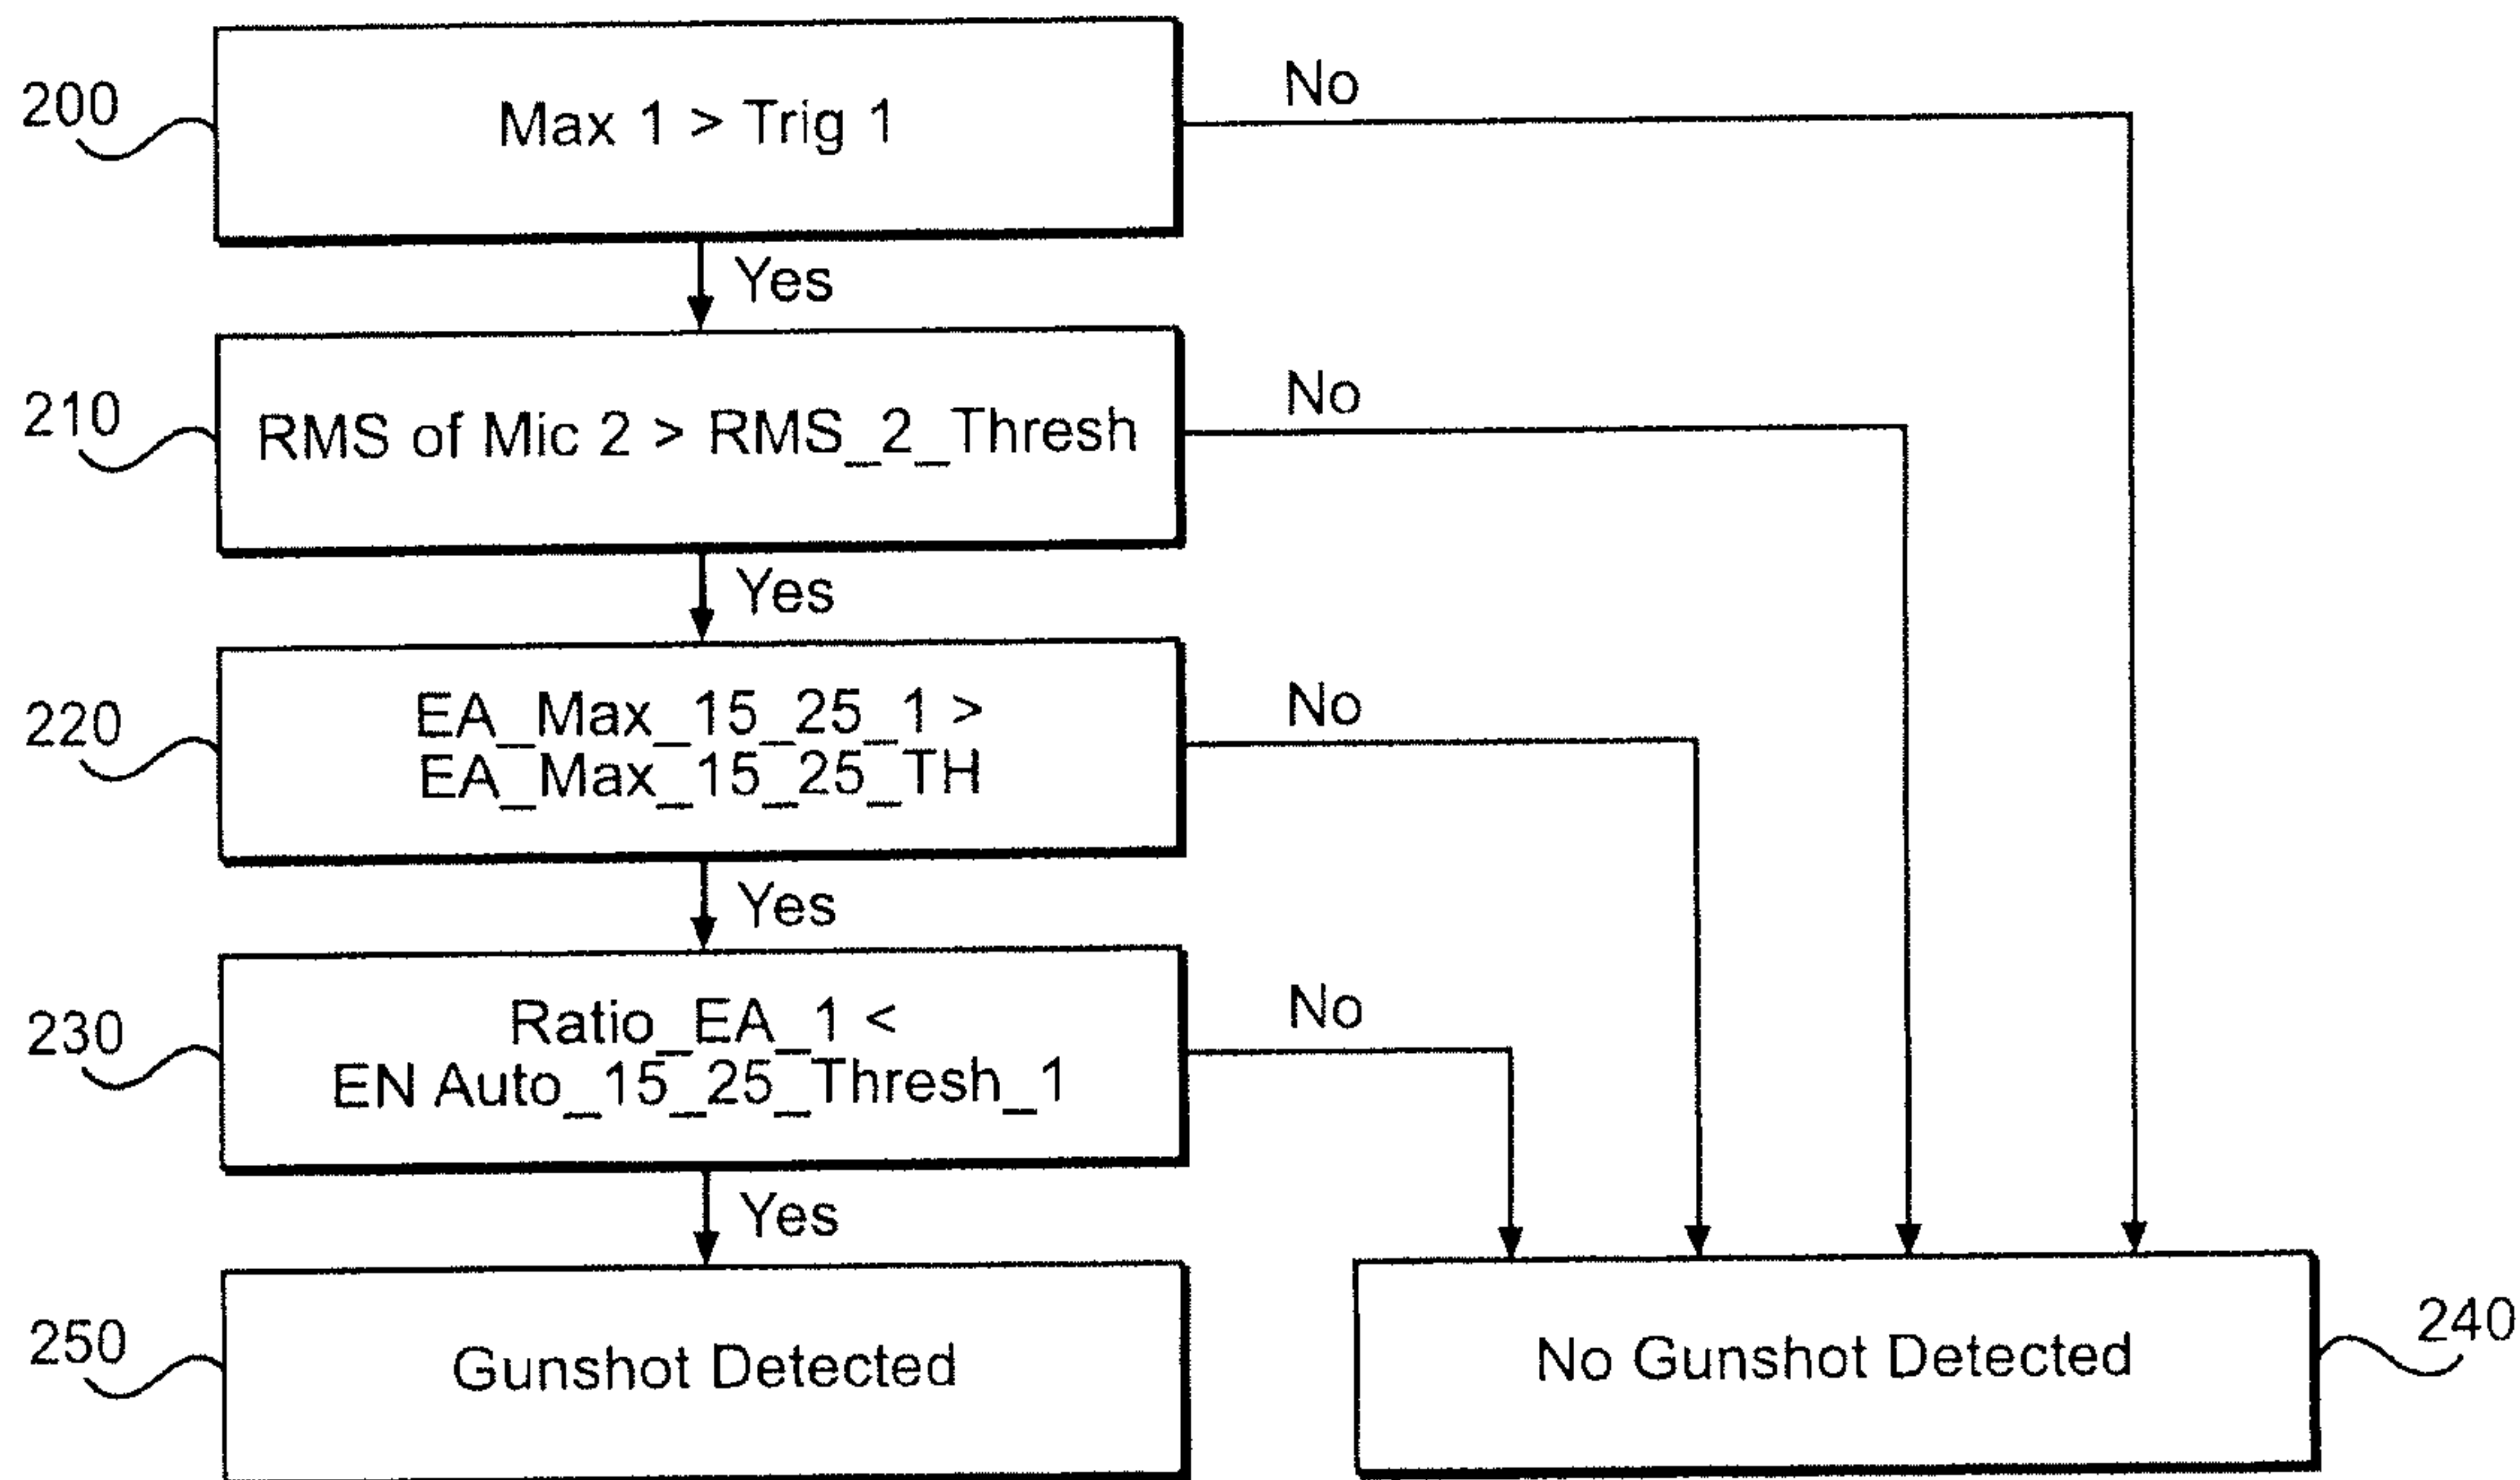 200
Max 1 > Trig 1
No
Yes
210
RMS of Mic 2 > RMS_2_Thresh
No
Yes
220
EA_Max_15_25_1 >
EA_Max_15_25_TH
No
Yes
230
Ratio_EA_1 <
EN Auto_15_25_Thresh_1
No
Yes
250
Gunshot Detected
No Gunshot Detected
240